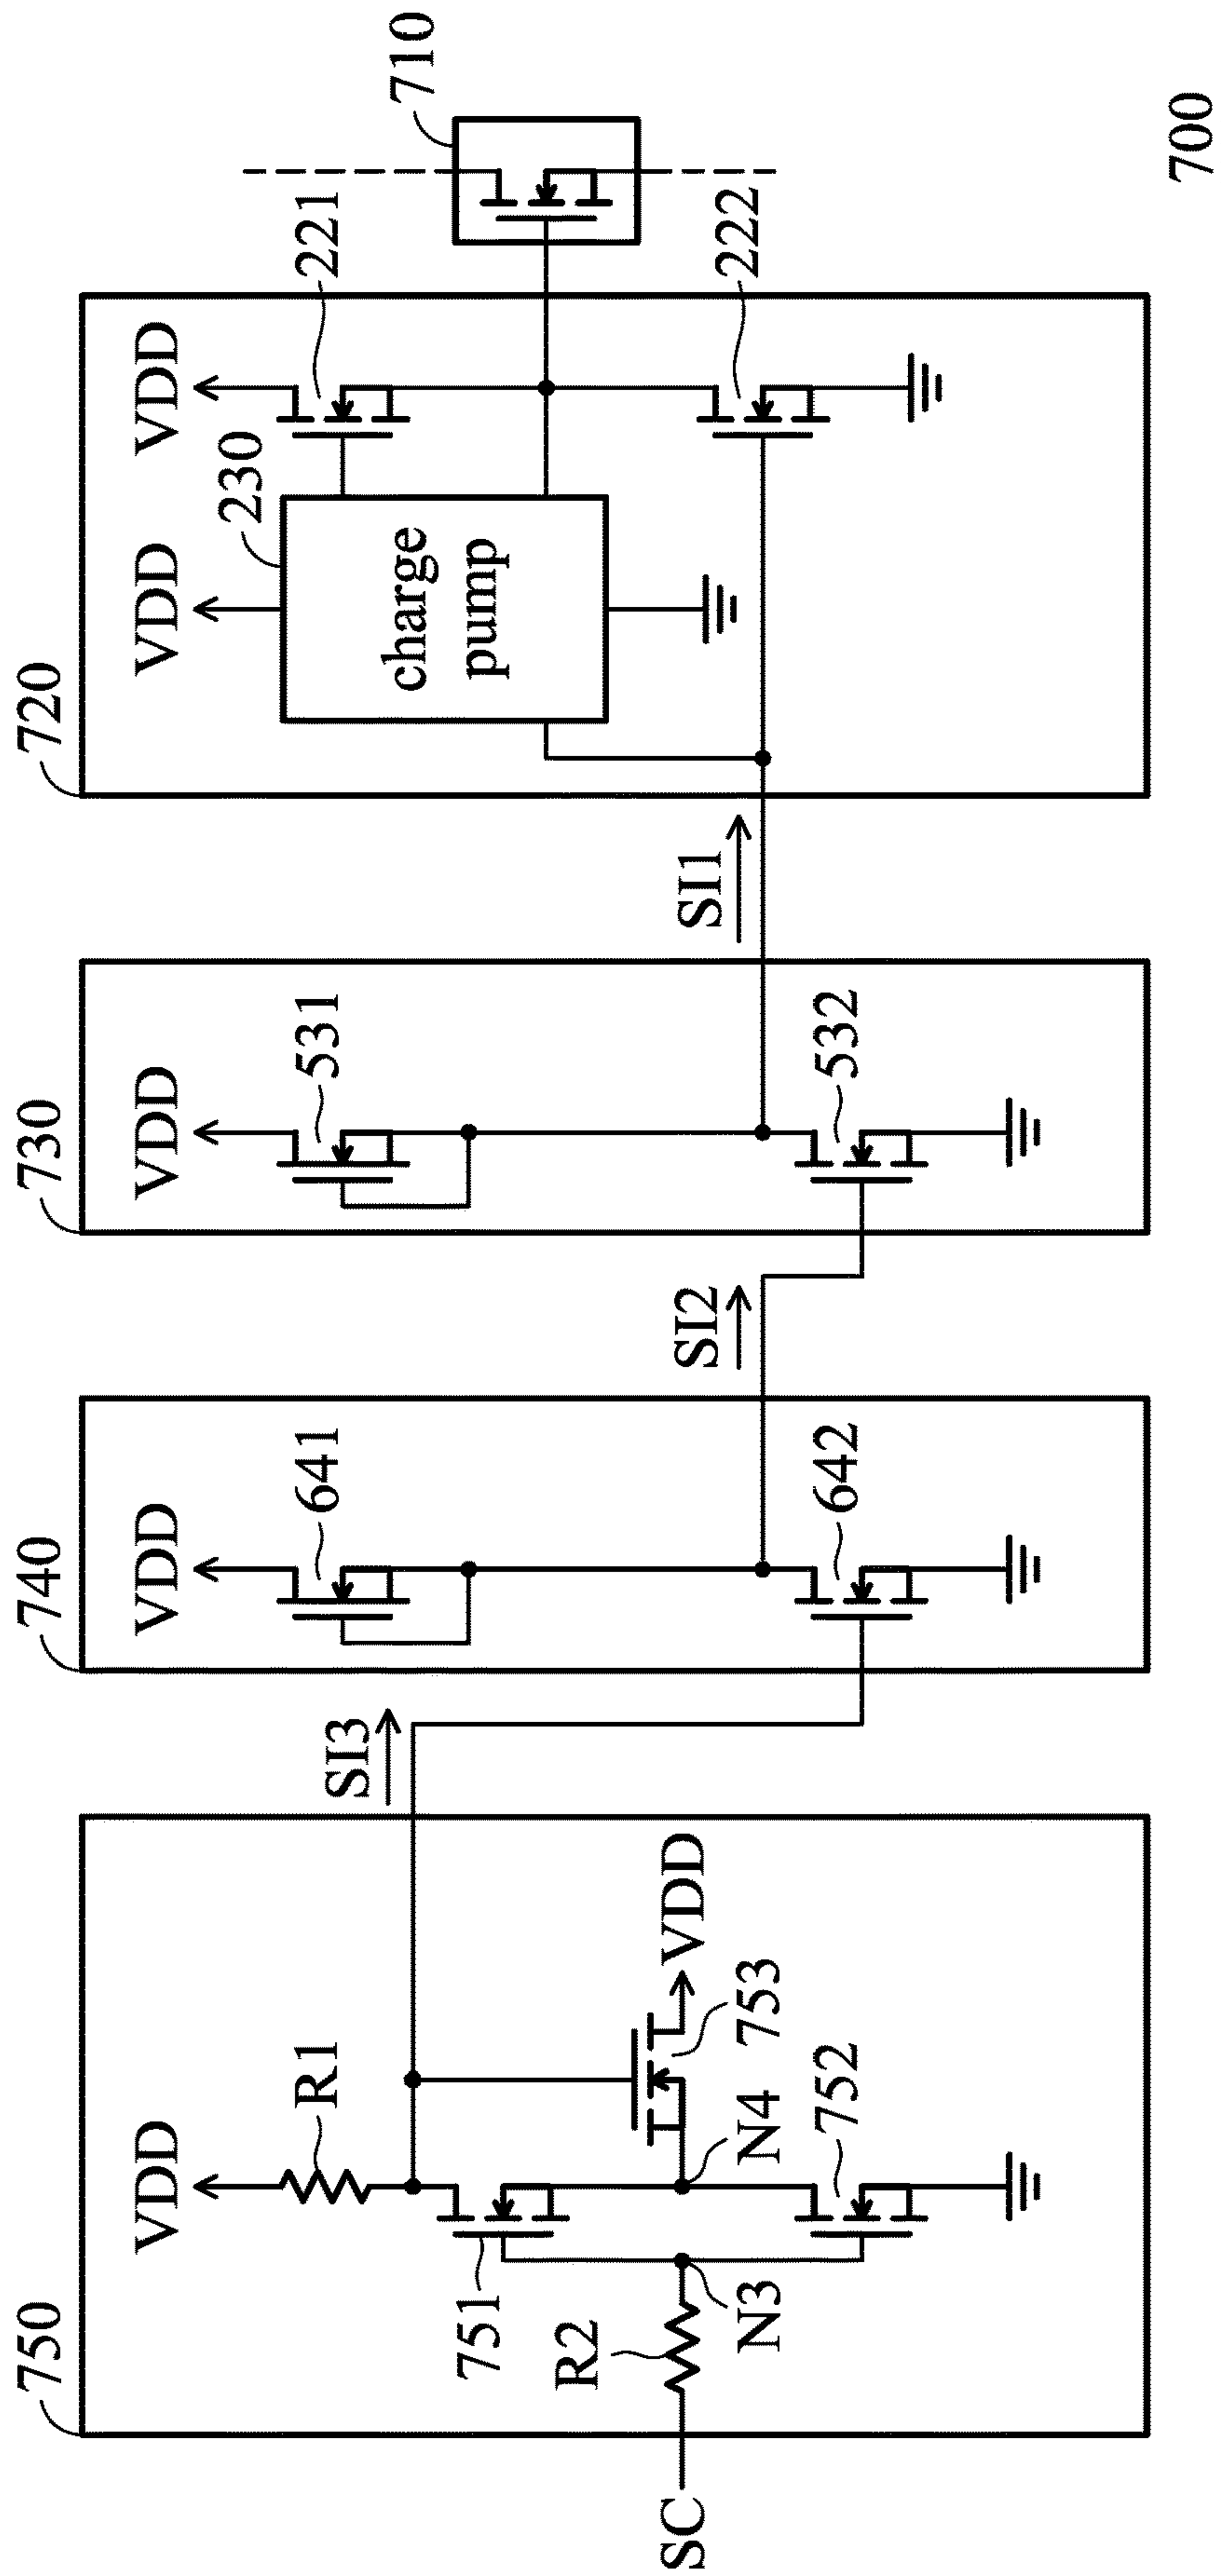 750
740
730
720
710
VDD
R1
SC
R2
751
N3
N4
752
753
VDD
SI3
VDD
641
642
SI2
VDD
531
532
SI1
VDD
230
charge
pump
VDD
221
222
700